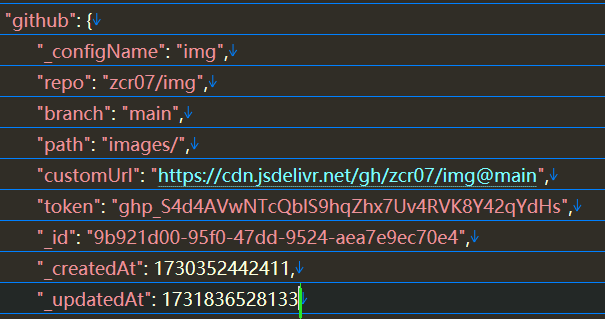 "github": {
"_configName": "img",
"repo": "zcr07/img",
"branch": "main",
"path": "images/",
"customUrl": "https://cdn.jsdelivr.net/gh/zcr07/img@main",
"token":
"_id": "9b921d00-95f0-47dd-9524-aea7e9ec70e4",
"_createdAt": 1730352442411,
"_updatedAt": 1731836528133